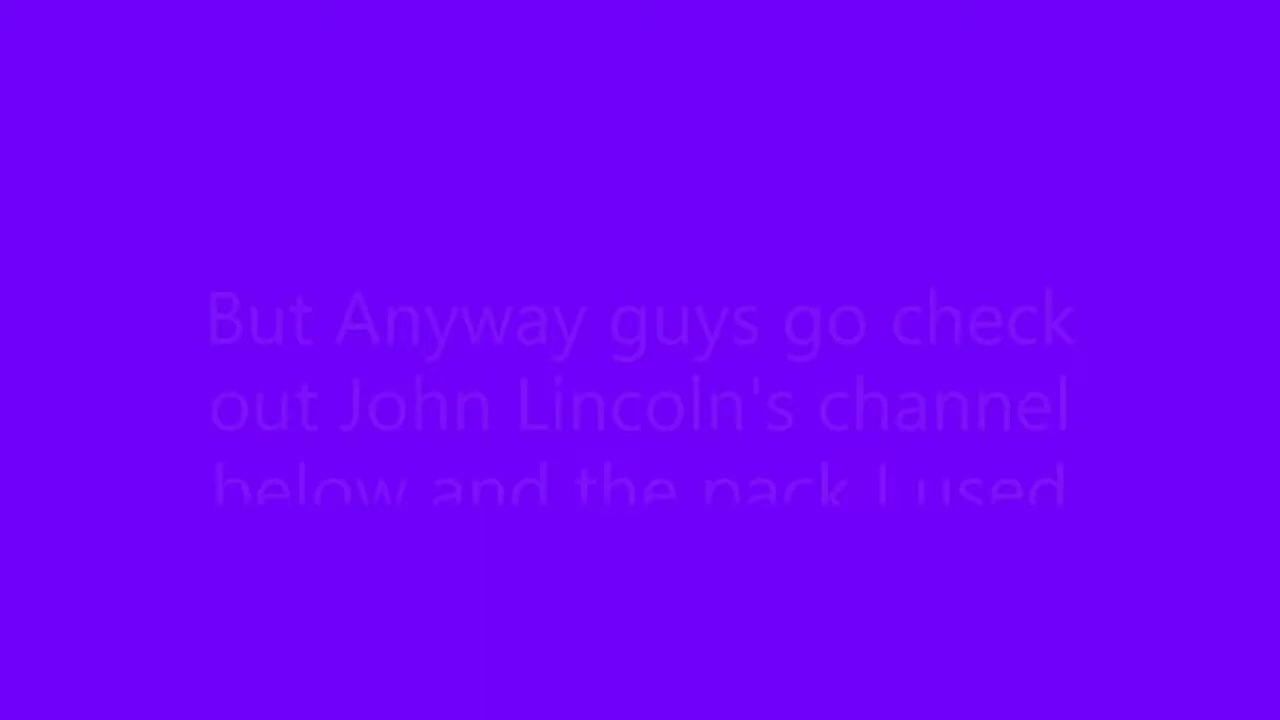 But Anyway guys go check
out John Lincoln's channel
below and the pack I used